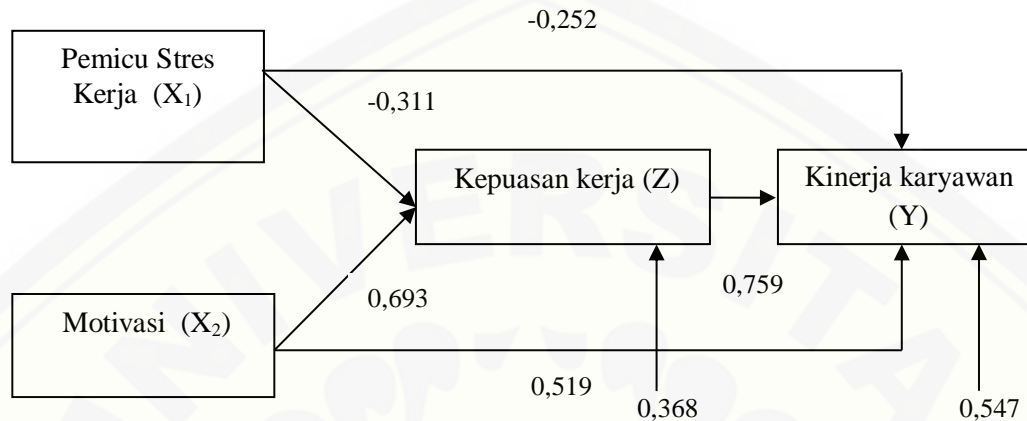 -0,252
Pemicu Stres
Kerja (X₁)
-0,311
Kepuasan kerja (Z)
Kinerja karyawan
(Y)
0,693
0,759
Motivasi (X₂)
0,519
0,368
0,547